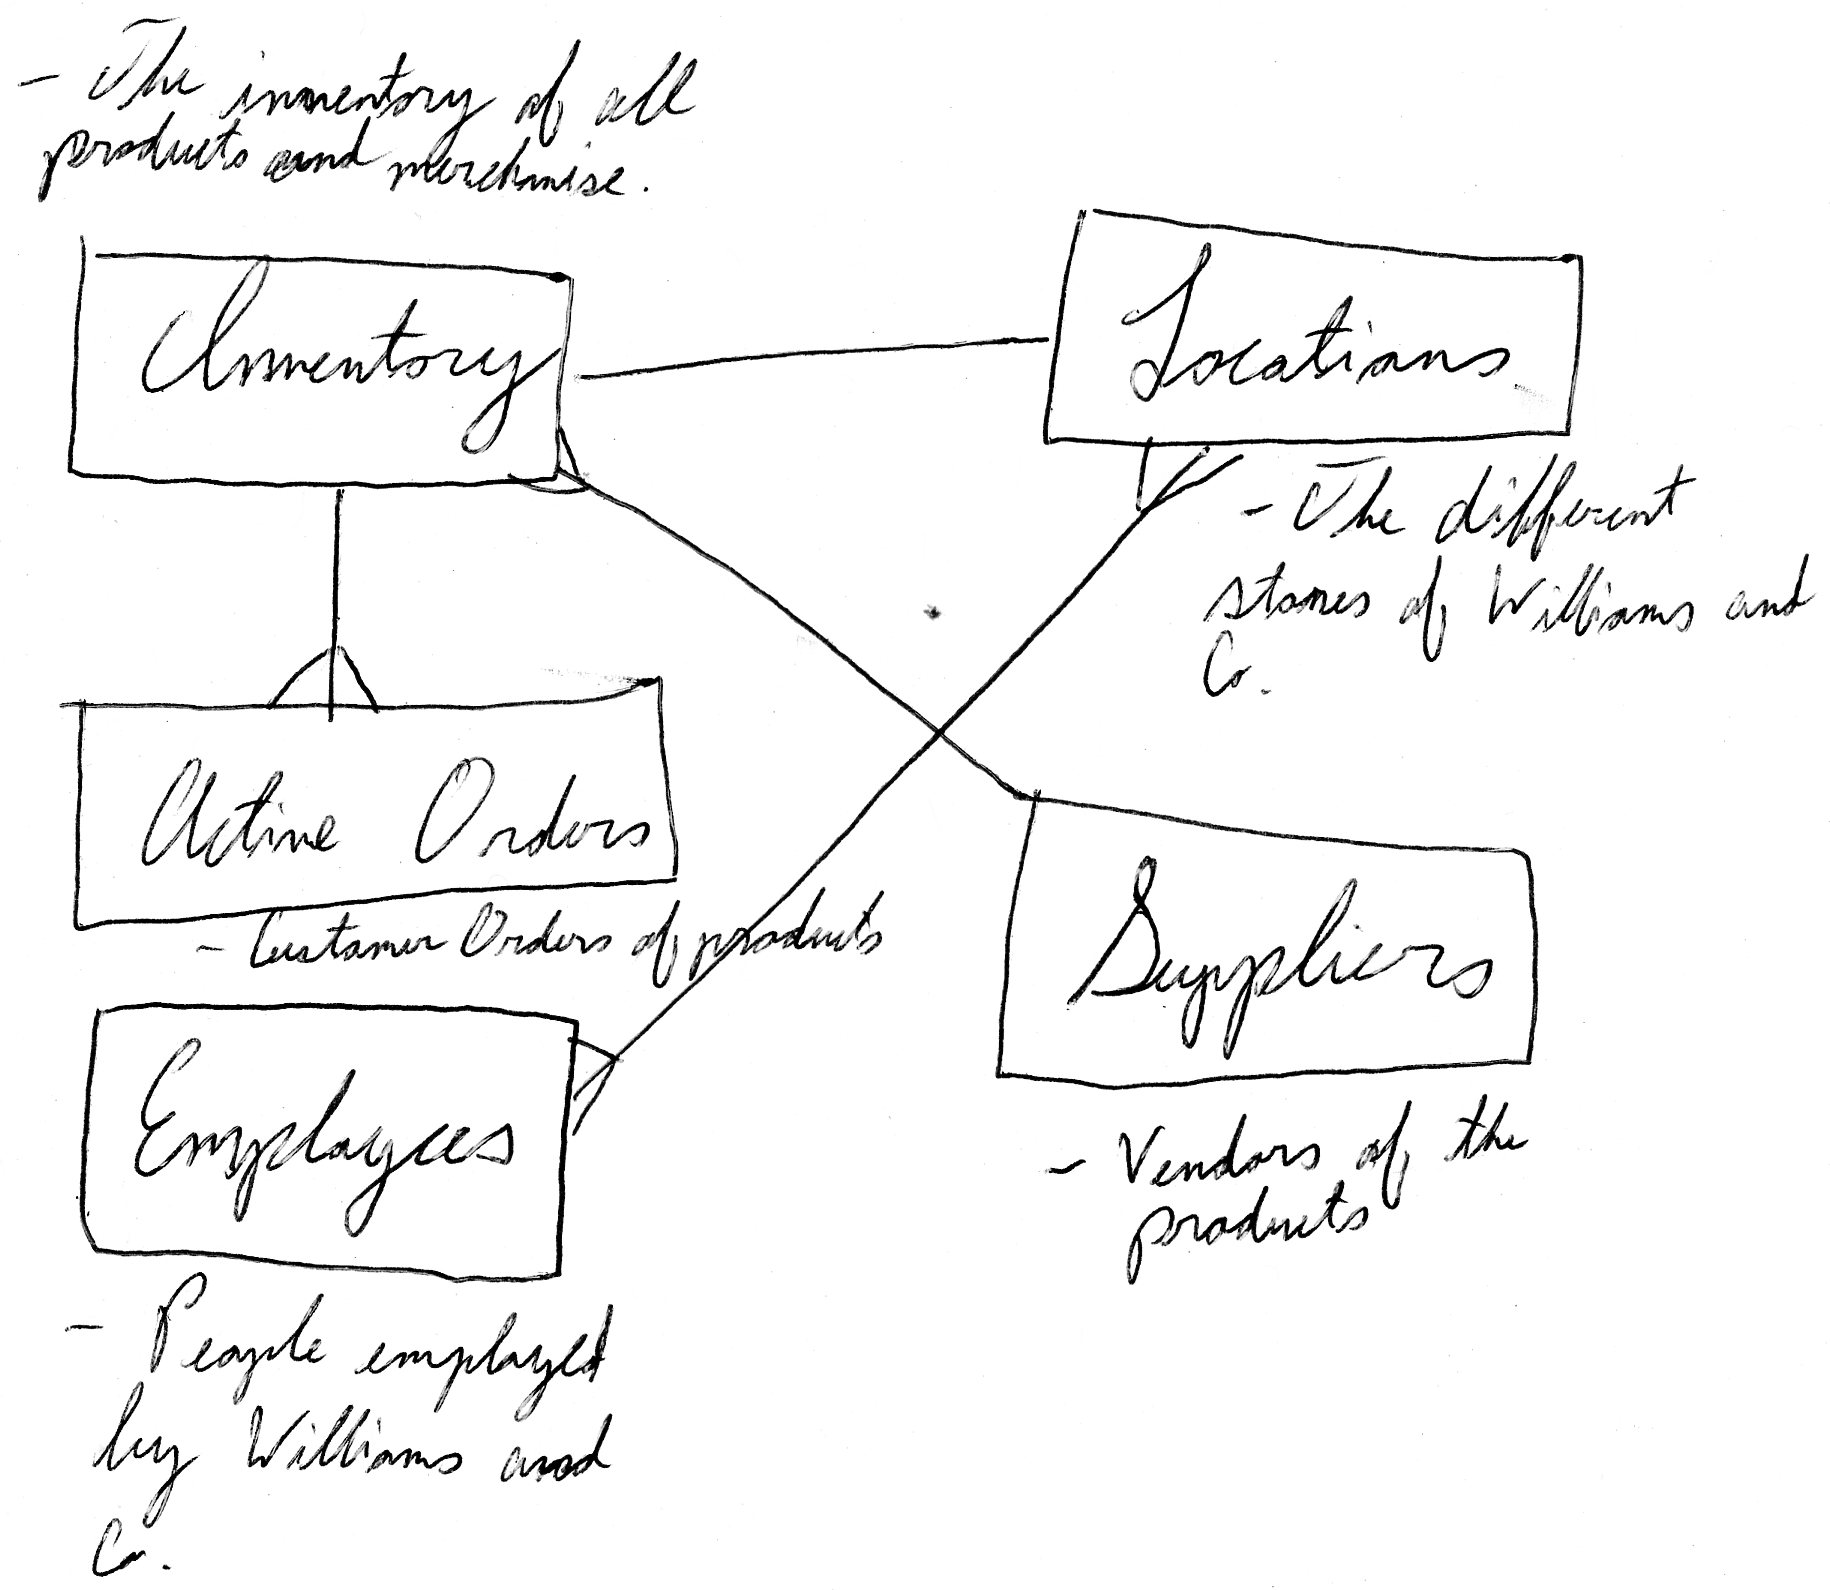 - The inventory of all
products and merchanise.
Inventory
Locations
- The different
stores of Williams and
Co.
Active Orders
- Customer Orders of products
Suppliers
- Vendors of the
products
Employees
- People employed
by Williams and
Co.